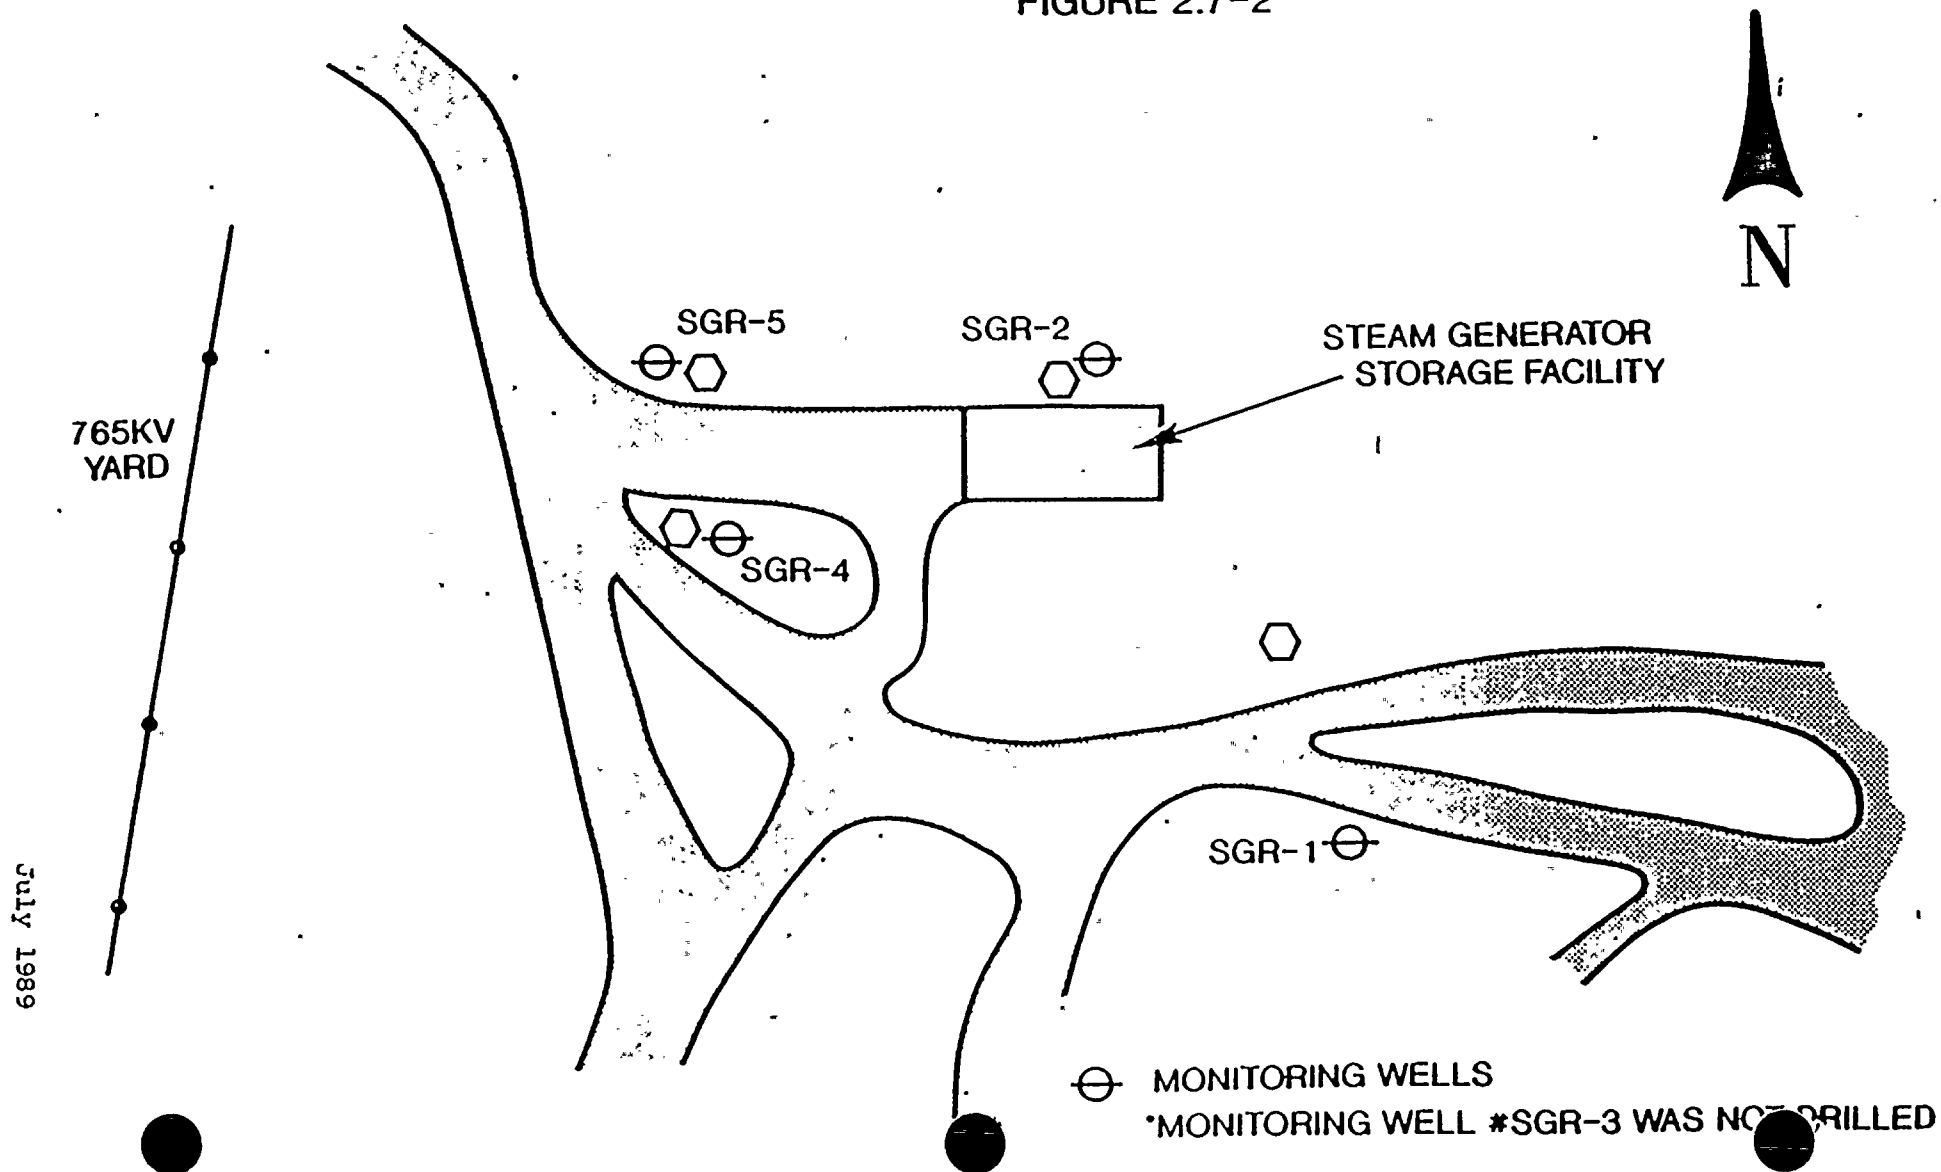 FIGURE 2.7-2
N
SGR-5
SGR-2
STEAM GENERATOR
STORAGE FACILITY
765KV
YARD
SGR-4
SGR-1
July 1989
MONITORING WELLS
*MONITORING WELL #SGR-3 WAS NOT DRILLED